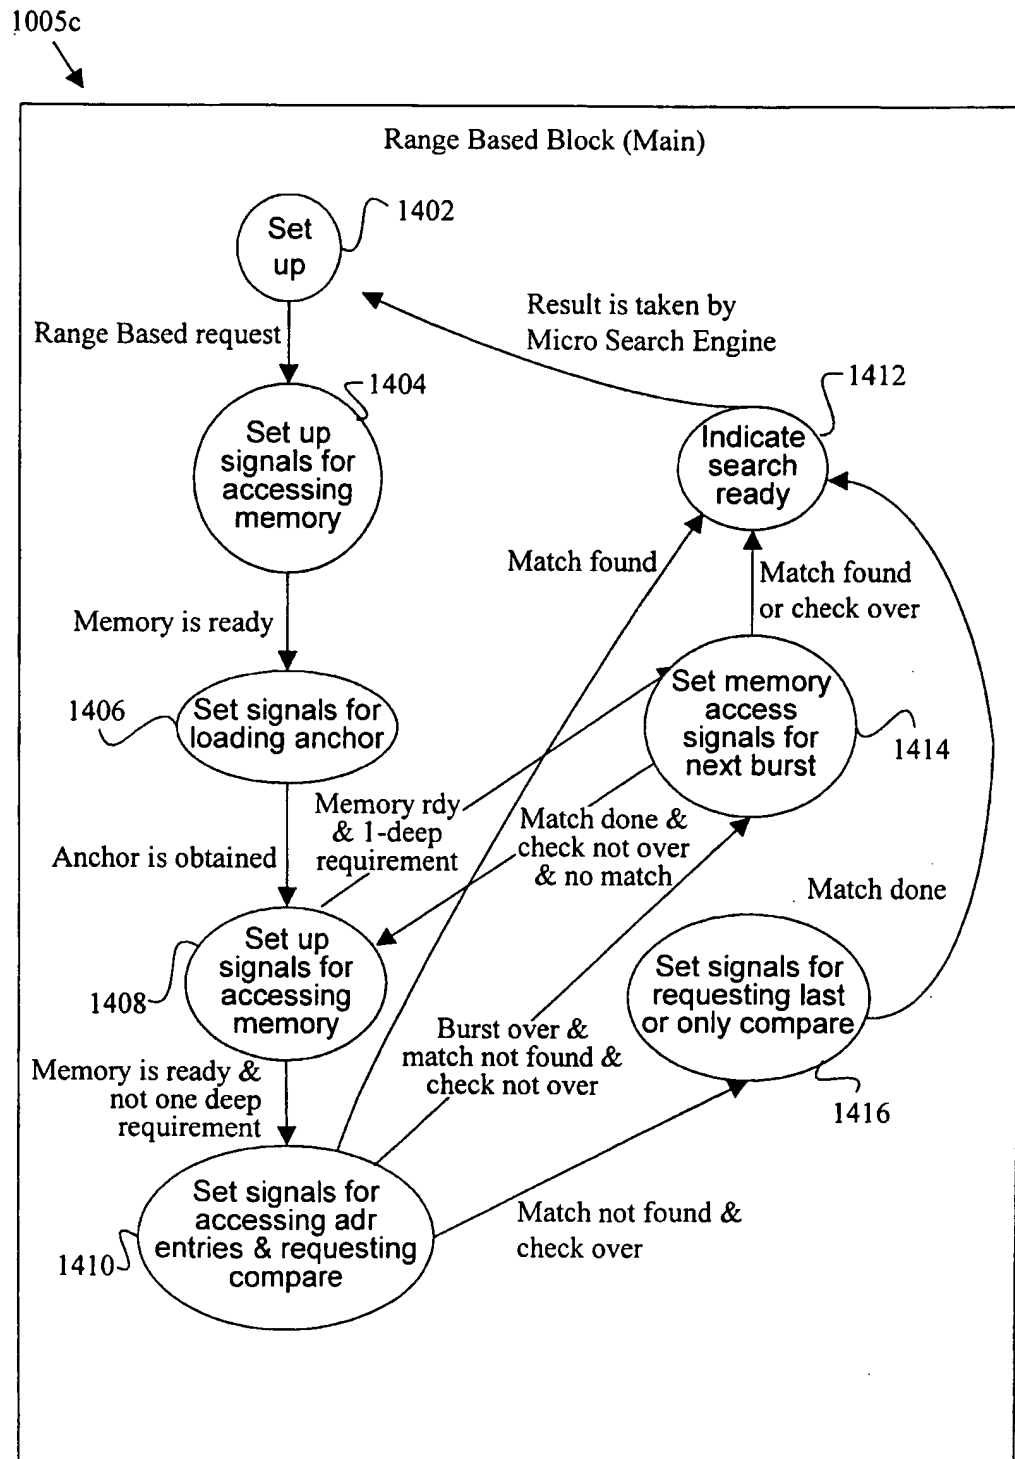 1005c
Range Based Block (Main)
Set
up
1402
Range Based request
Result is taken by
Micro Search Engine
1404
Set up
signals for
accessing
memory
1412
Indicate
search
ready
Match found
Match found
or check over
Memory is ready
1406
Set signals for
loading anchor
Set memory
access
signals for
next burst
1414
Memory rdy
& 1-deep
requirement
Match done &
check not over
& no match
Anchor is obtained
Match done
Set up
signals for
accessing
memory
1408
Set signals for
requesting last
or only compare
1416
Burst over &
match not found &
check not over
Memory is ready &
not one deep
requirement
Set signals for
accessing adr
entries & requesting
compare
1410
Match not found &
check over